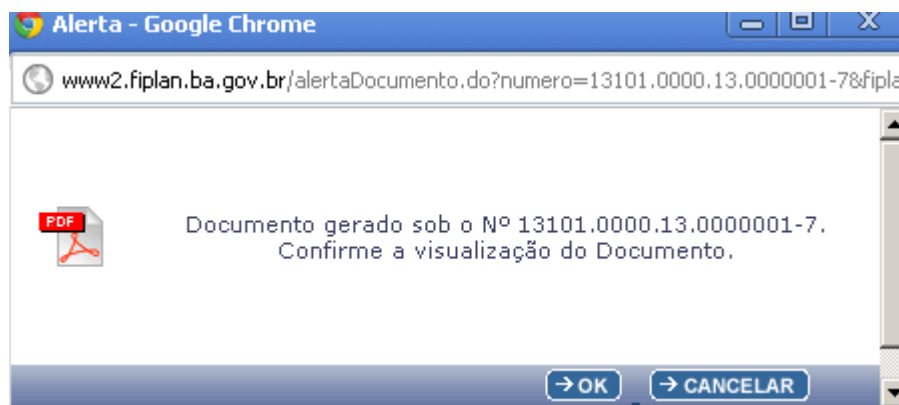 Alerta - Google Chrome
www2.fiplan.ba.gov.br/alertaDocumento.do?numero=13101.0000.13.0000001-7&fipla
PDF
Documento gerado sob o Nº 13101.0000.13.0000001-7.
Confirme a visualização do Documento.
OK
CANCELAR